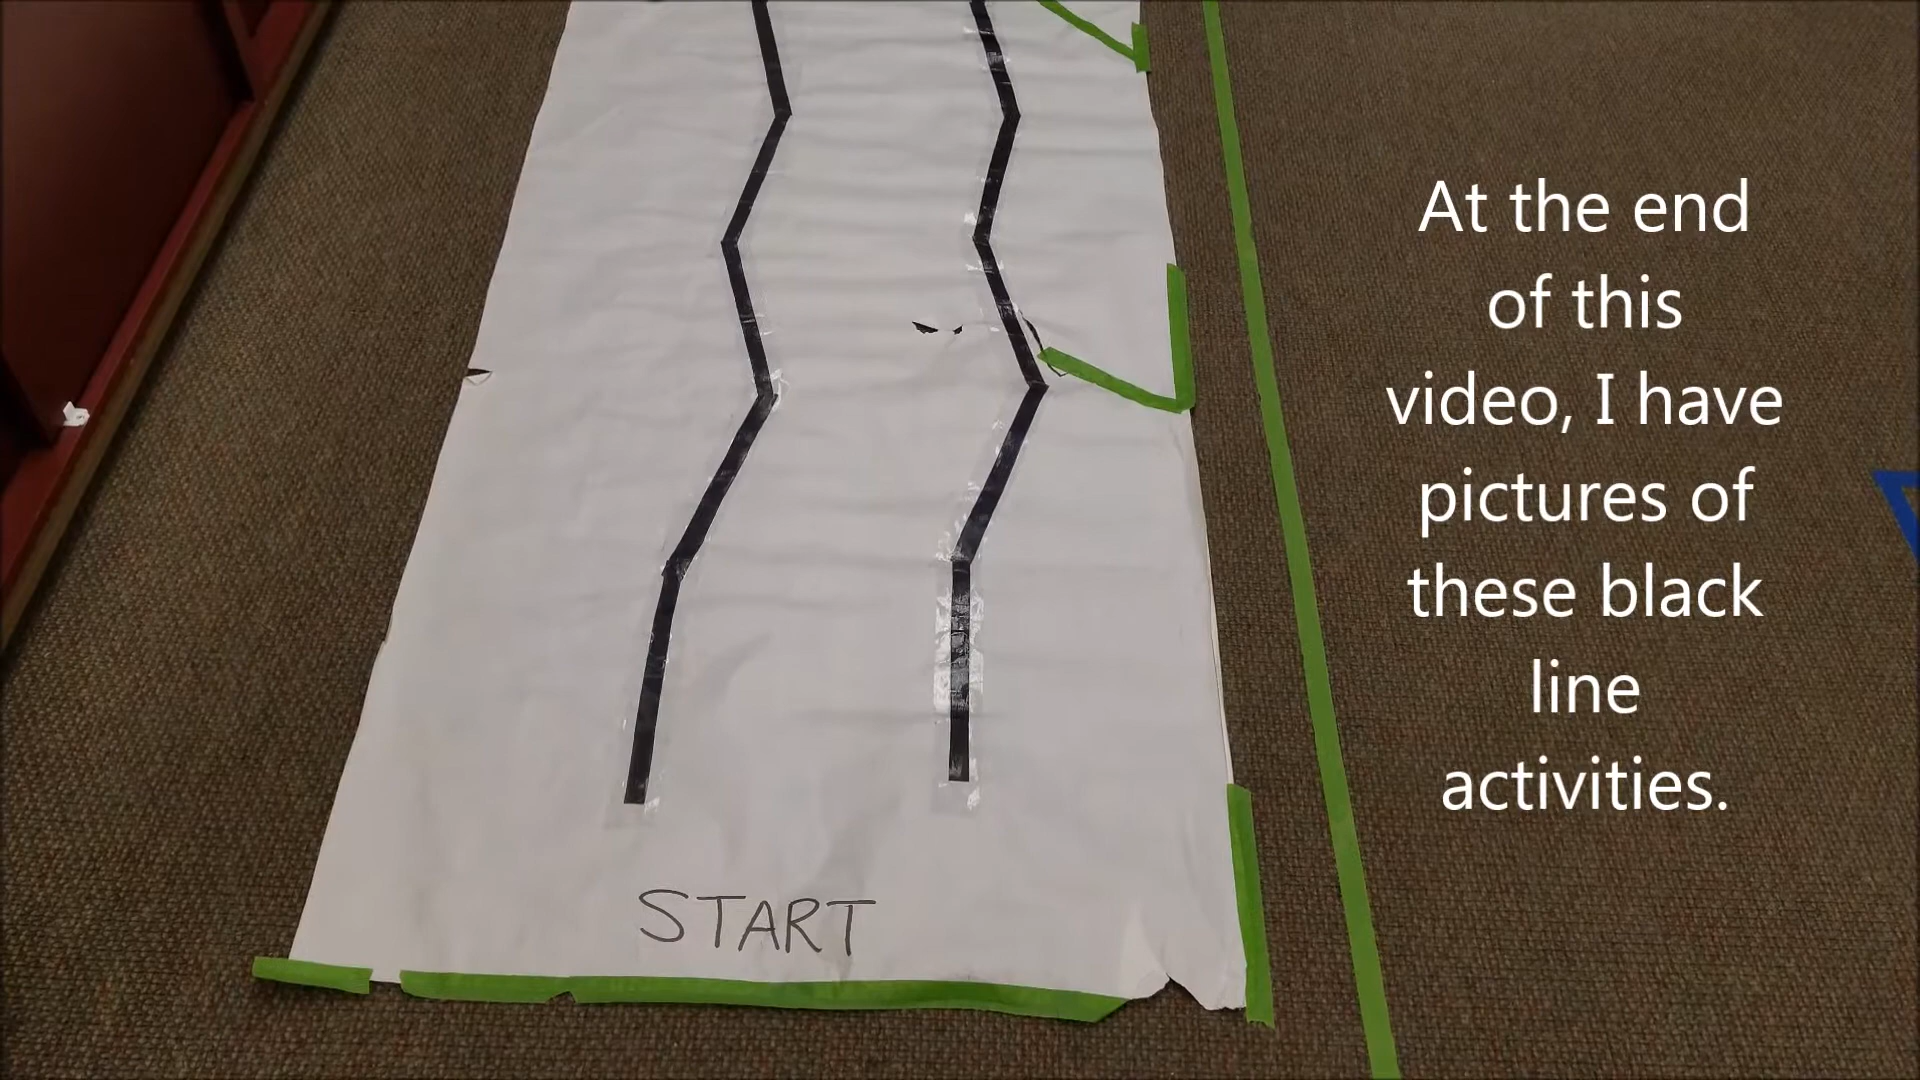 At the end
of this
video, I have
pictures of
these black
line
activities.
START